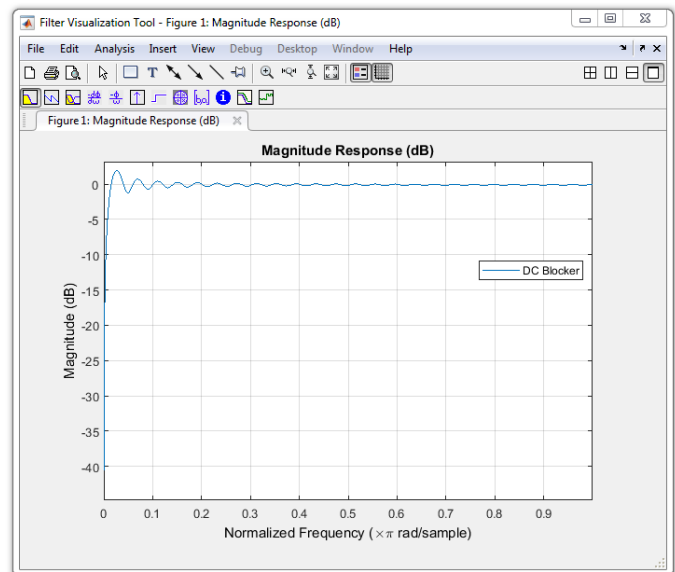 Filter Visualization Tool - Figure 1: Magnitude Response (dB)
File Edit Analysis Insert View Debug Desktop Window Help
Figure 1: Magnitude Response (dB)
Magnitude Response (dB)
0
-5
-10
-15
-20
-25
-30
-35
-40
Magnitude (dB)
DC Blocker
0 0.1 0.2 0.3 0.4 0.5 0.6 0.7 0.8 0.9
Normalized Frequency (×π rad/sample)